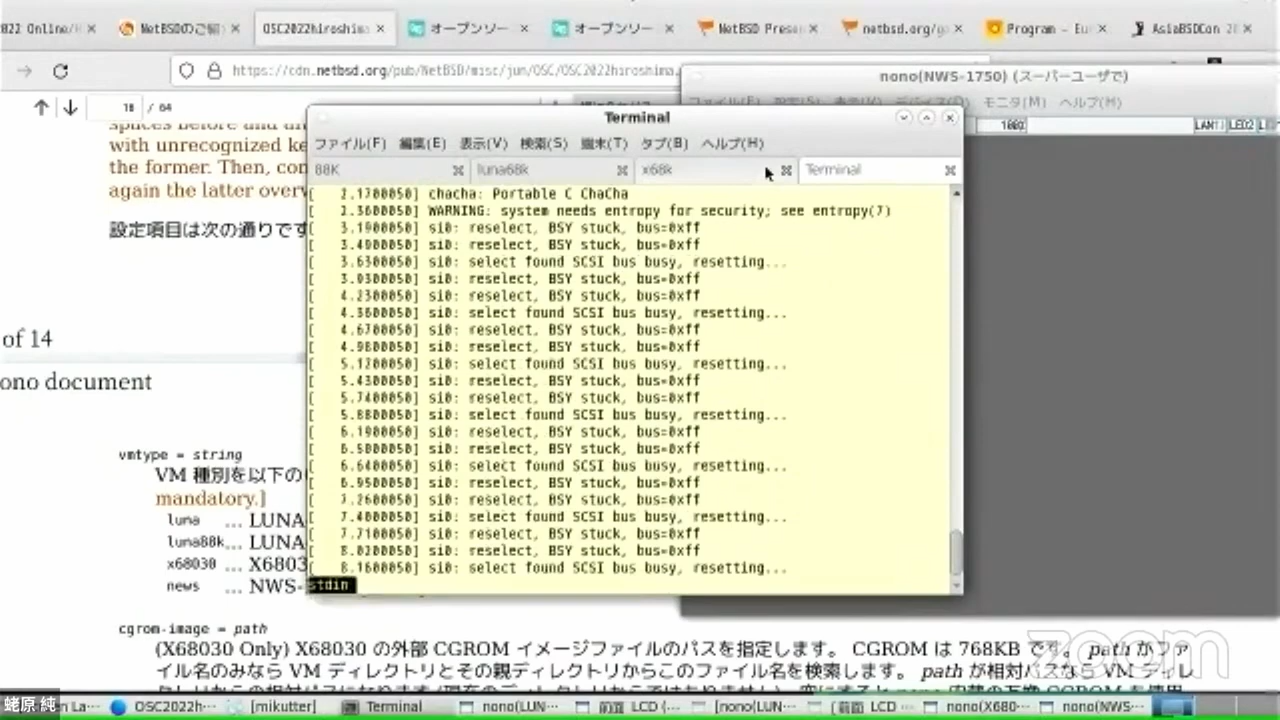 022 Online/H
NetBSDのご紹
OSC2022hiroshima
オープンソー
オープンソー
NetBSD Prese
netbsd.org/g
Program – Eu
AsiaBSDCon 2
https://cdn.netbsd.org/pub/NetBSD/misc/jun/OSC/OSC2022hiroshima.
18 / 64
nono(NWS-1750) (スーパーユーザで)
モニタ(M) ヘルプ(H)
spaces before and an
with unrecognized ke
the former. Then, con
again the latter overv
設定項目は次の通りです
of 14
ono document
vmtype = string
VM 種別を以下の
mandatory.]
luna ... LUNA
luna88k... LUNA
x68030 ... X6803
news ... NWS-
Terminal
ファイル(F) 編集(E) 表示(V) 検索(S) 端末(T) タブ(B) ヘルプ(H)
88K
luna68k
x68k
Terminal
[ 2.1700050] chacha: Portable C ChaCha
[ 2.3600050] WARNING: system needs entropy for security; see entropy(7)
[ 3.1900050] si0: reselect, BSY stuck, bus=0xff
[ 3.4900050] si0: reselect, BSY stuck, bus=0xff
[ 3.6300050] si0: select found SCSI bus busy, resetting...
[ 3.9300050] si0: reselect, BSY stuck, bus=0xff
[ 4.2300050] si0: reselect, BSY stuck, bus=0xff
[ 4.3600050] si0: select found SCSI bus busy, resetting...
[ 4.6700050] si0: reselect, BSY stuck, bus=0xff
[ 4.9800050] si0: reselect, BSY stuck, bus=0xff
[ 5.1200050] si0: select found SCSI bus busy, resetting...
[ 5.4300050] si0: reselect, BSY stuck, bus=0xff
[ 5.7400050] si0: reselect, BSY stuck, bus=0xff
[ 5.8800050] si0: select found SCSI bus busy, resetting...
[ 6.1900050] si0: reselect, BSY stuck, bus=0xff
[ 6.5000050] si0: reselect, BSY stuck, bus=0xff
[ 6.6400050] si0: select found SCSI bus busy, resetting...
[ 6.9500050] si0: reselect, BSY stuck, bus=0xff
[ 7.2600050] si0: reselect, BSY stuck, bus=0xff
[ 7.4000050] si0: select found SCSI bus busy, resetting...
[ 7.7100050] si0: reselect, BSY stuck, bus=0xff
[ 8.0200050] si0: reselect, BSY stuck, bus=0xff
[ 8.1600050] si0: select found SCSI bus busy, resetting...
stdin
cgrom-image = path
(X68030 Only) X68030 の外部 CGROM イメージファイルのパスを指定します。 CGROM は 768KB です。 path がファ
イル名のみなら VM ディレクトリとその親ディレクトリからこのファイル名を検索します。 path が相対パスなら VM ディレ
zoom
蛯原 純
OSC2022h
[mikutter]
Terminal
nono(LUN
前面 LCD (
[nono(LUN
[前面 LCD
nono(X680
nono(NWS